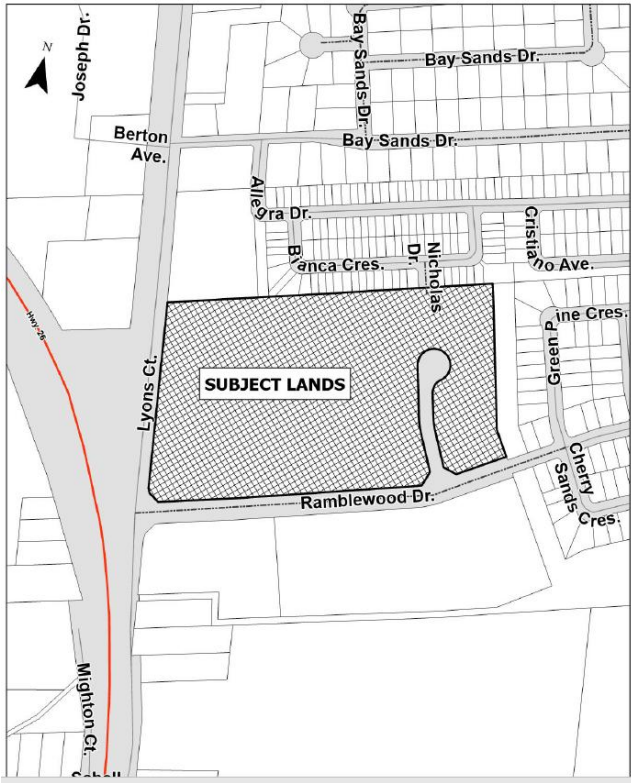 N
Joseph Dr.
Bay Sands Dr.
Bay Sands Dr.
Berton
Ave.
Bay Sands Dr.
Allegra Dr.
Bianca Cres.
Nicholas
Dr.
Cristiano Ave.
Hwy-26
Green Pine Cres.
Lyons Ct.
SUBJECT LANDS
Ramblewood Dr.
Cherry
Sands Cres.
Mighton Ct.